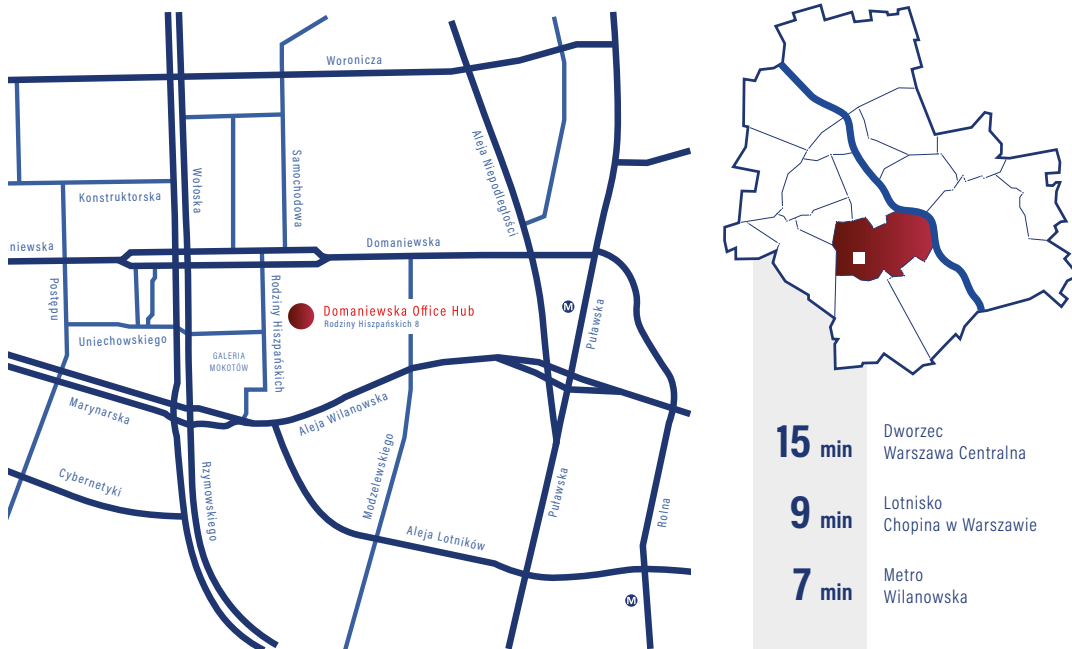 Woronicza
Aleja Niepodległości
Wołoska
Samochodowa
Konstruktorska
niewska
Domaniewska
Postępu
Rodziny Hiszpańskich
Domaniewska Office Hub
Rodziny Hiszpańskich 8
M
Puławska
Uniechowskiego
GALERIA
MOKOTÓW
Marynarska
Aleja Wilanowska
Modzelewskiego
Cybernetyki
Rzymowskiego
Puławska
Rolna
Aleja Lotników
M
15 min
Dworzec
Warszawa Centralna
9 min
Lotnisko
Chopina w Warszawie
7 min
Metro
Wilanowska